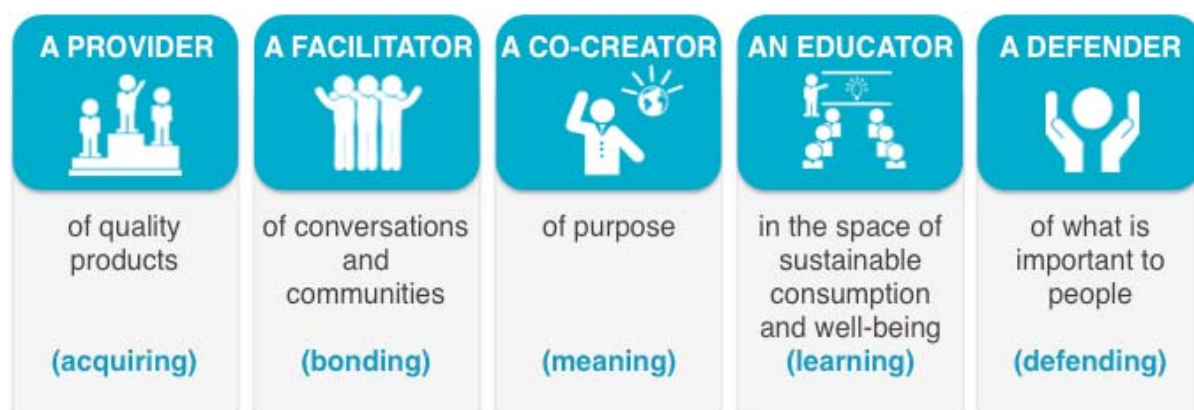 A PROVIDER
of quality
products
(acquiring)
A FACILITATOR
of conversations
and
communities
(bonding)
A CO-CREATOR
of purpose
(meaning)
AN EDUCATOR
in the space of
sustainable
consumption
and well-being
(learning)
A DEFENDER
of what is
important to
people
(defending)